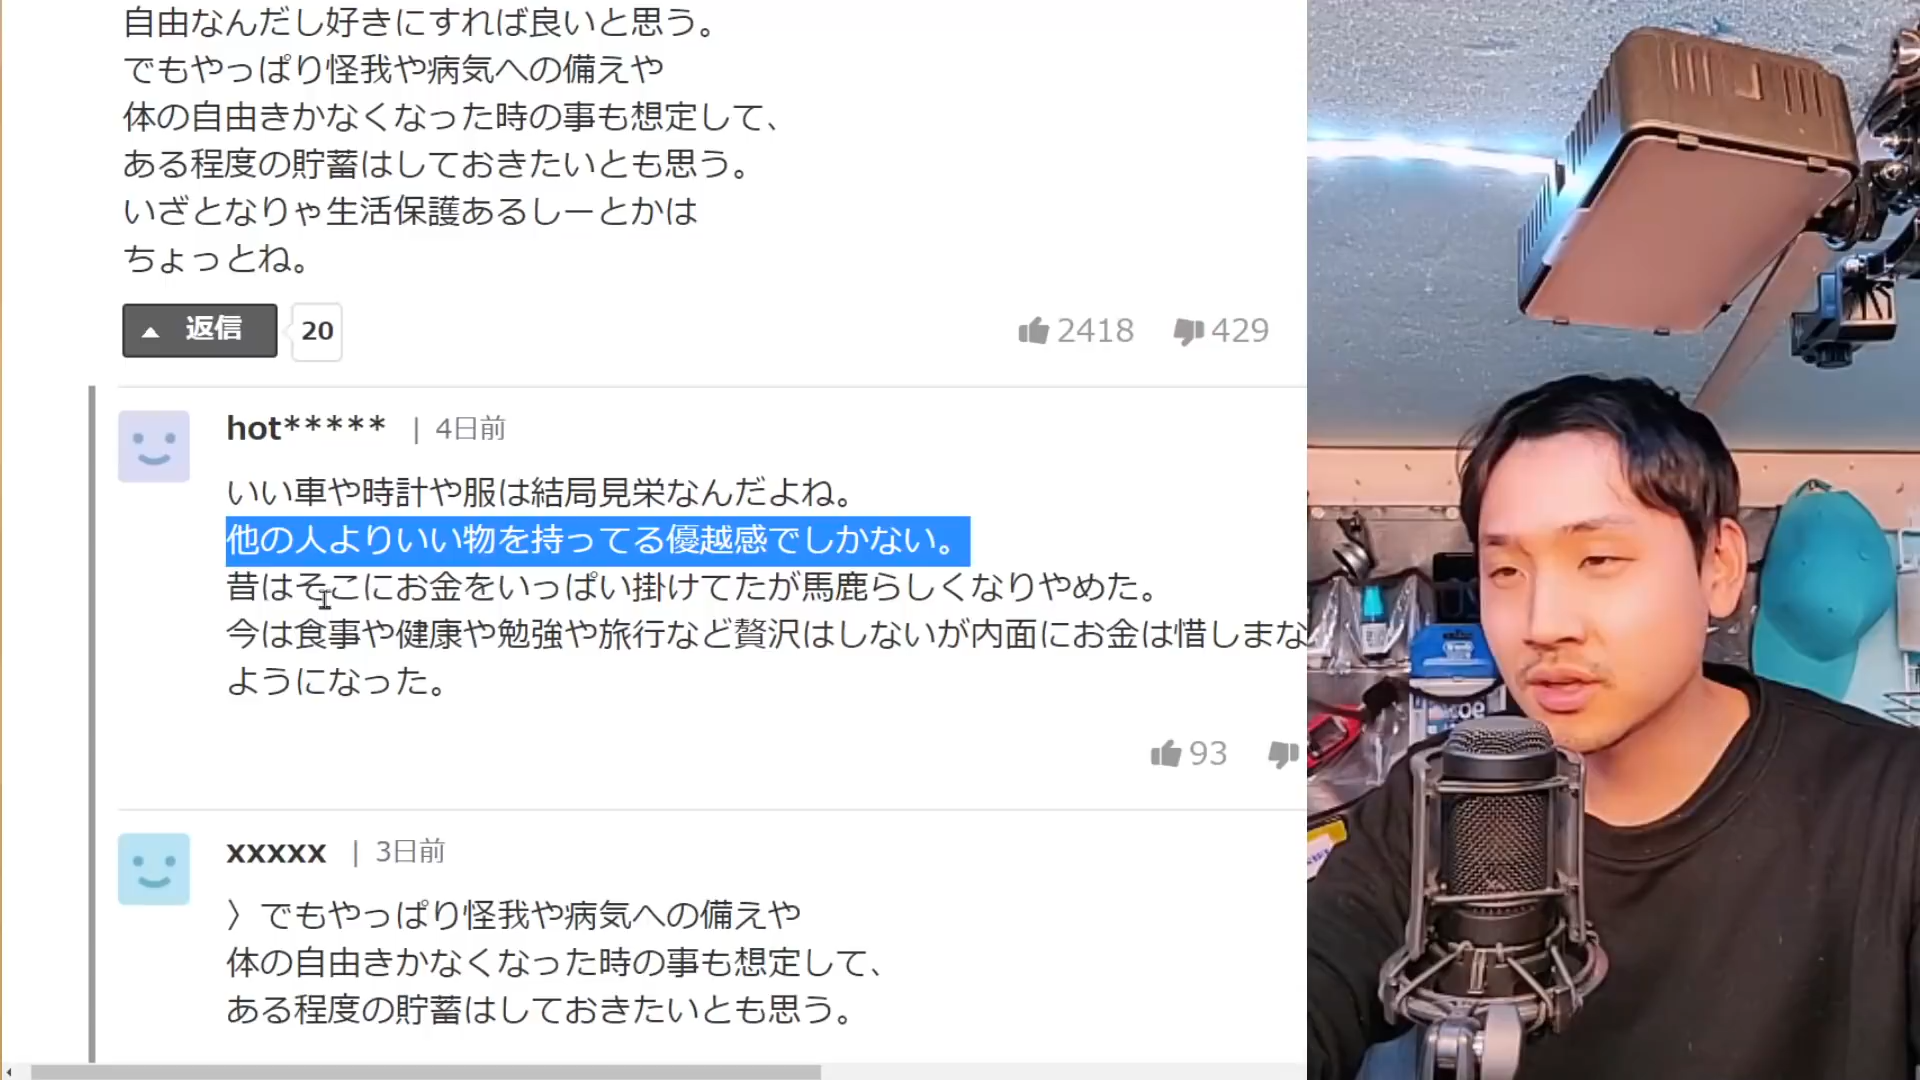 自由なんだし好きにすれば良いと思う。
でもやっぱり怪我や病気への備えや
体の自由きかなくなった時の事も想定して、
ある程度の貯蓄はしておきたいとも思う。
いざとなりゃ生活保護あるしーとかは
ちょっとね。
返信 20
2418 429
hot***** | 4日前
いい車や時計や服は結局見栄なんだよね。
他の人よりいい物を持ってる優越感でしかない。
昔はそこにお金をいっぱい掛けてたが馬鹿らしくなりやめた。
今は食事や健康や勉強や旅行など贅沢はしないが内面にお金は惜しまな
ようになった。
93
xxxxx | 3日前
〉でもやっぱり怪我や病気への備えや
体の自由きかなくなった時の事も想定して、
ある程度の貯蓄はしておきたいとも思う。